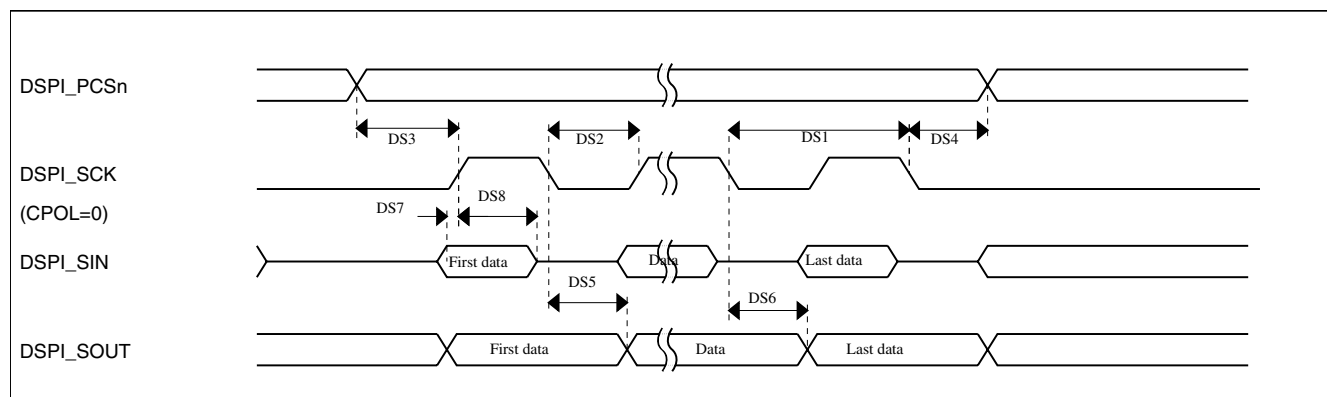 DSPI_PCSn
DS3
DS2
DS1
DS4
DSPI_SCK
(CPOL=0)
DS7
DS8
DSPI_SIN
First data
Data
Last data
DS5
DS6
DSPI_SOUT
First data
Data
Last data